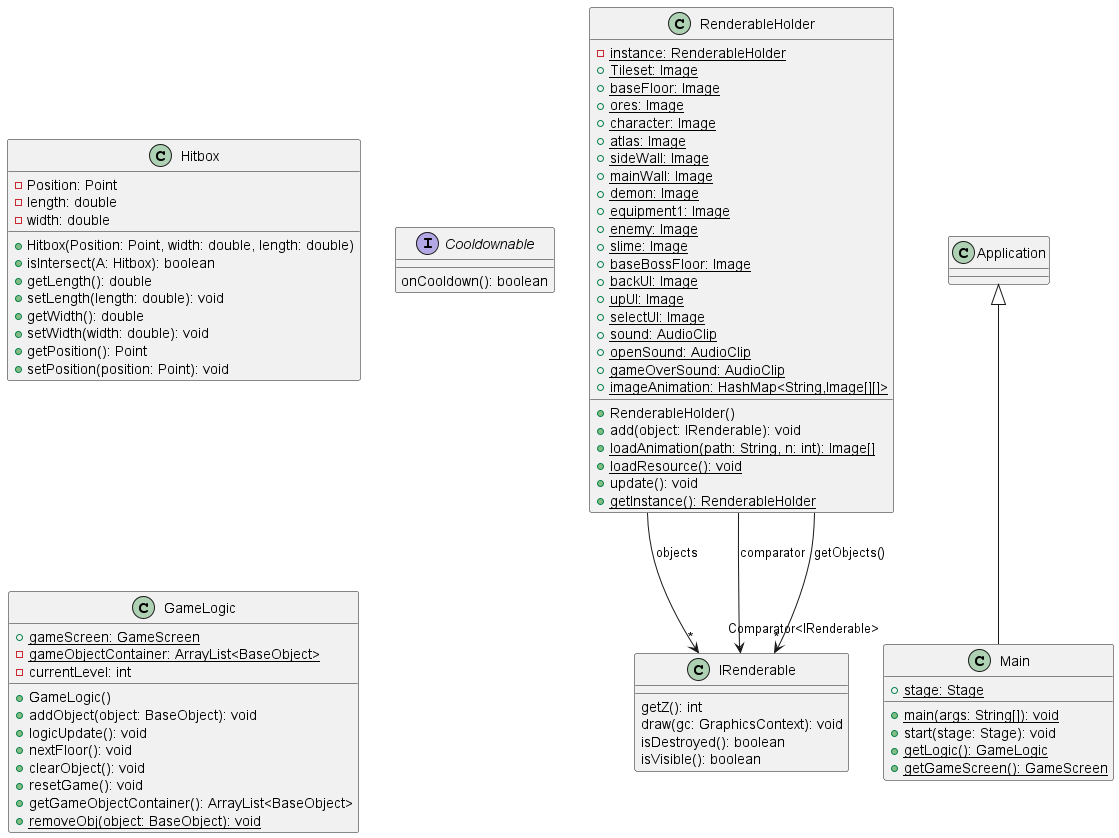 C RenderableHolder
instance: RenderableHolder
Tileset: Image
baseFloor: Image
ores: Image
character: Image
atlas: Image
sideWall: Image
mainWall: Image
demon: Image
equipment1: Image
enemy: Image
slime: Image
baseBossFloor: Image
backUI: Image
upUI: Image
selectUI: Image
sound: AudioClip
openSound: AudioClip
gameOverSound: AudioClip
imageAnimation: HashMap<String,Image[][]>
RenderableHolder()
add(object: IRenderable): void
loadAnimation(path: String, n: int): Image[]
loadResource(): void
update(): void
getInstance(): RenderableHolder
C Hitbox
Position: Point
length: double
width: double
Hitbox(Position: Point, width: double, length: double)
isIntersect(A: Hitbox): boolean
getLength(): double
setLength(length: double): void
getWidth(): double
setWidth(width: double): void
getPosition(): Point
setPosition(position: Point): void
I Cooldownable
onCooldown(): boolean
C Application
objects
comparator
getObjects()
*
Comparator<IRenderable>
*
C GameLogic
gameScreen: GameScreen
gameObjectContainer: ArrayList<BaseObject>
currentLevel: int
GameLogic()
addObject(object: BaseObject): void
logicUpdate(): void
nextFloor(): void
clearObject(): void
resetGame(): void
getGameObjectContainer(): ArrayList<BaseObject>
removeObj(object: BaseObject): void
C IRenderable
getZ(): int
draw(gc: GraphicsContext): void
isDestroyed(): boolean
isVisible(): boolean
C Main
stage: Stage
main(args: String[]): void
start(stage: Stage): void
getLogic(): GameLogic
getGameScreen(): GameScreen